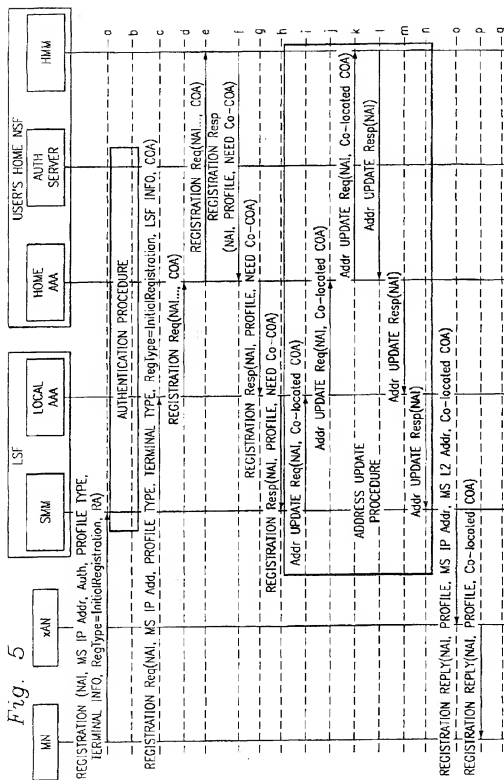 Fig. 5
LSF
USER'S HOME NSF
MN
xAN
SMM
LOCAL AAA
HOME AAA
AUTH SERVER
HMM
REGISTRATION (NAI, MS IP Addr, Auth, PROFILE TYPE,
TERMINAL INFO, RegType=InitialRegistration, RA)
a
AUTHENTICATION PROCEDURE
b
REGISTRATION Req(NAI, MS IP Add, PROFILE TYPE, TERMINAL TYPE, RegType=InitialRegistration, LSF INFO, COA)
c
REGISTRATION Req(NAI..., COA)
d
REGISTRATION Req(NAI..., COA)
e
REGISTRATION Resp
(NAI, PROFILE, NEED Co-COA)
f
REGISTRATION Resp(NAI, PROFILE, NEED Co-COA)
g
REGISTRATION Resp(NAI, PROFILE, NEED Co-COA)
h
Addr UPDATE Req(NAI, Co-located COA)
i
Addr UPDATE Req(NAI, Co-located COA)
j
Addr UPDATE Req(NAI, Co-located COA)
k
ADDRESS UPDATE
PROCEDURE
Addr UPDATE Resp(NAI)
l
Addr UPDATE Resp(NAI)
m
Addr UPDATE Resp(NAI)
n
REGISTRATION REPLY(NAI, PROFILE, MS IP Addr, MS L2 Addr, Co-located COA)
o
REGISTRATION REPLY(NAI, PROFILE, Co-located COA)
p
q